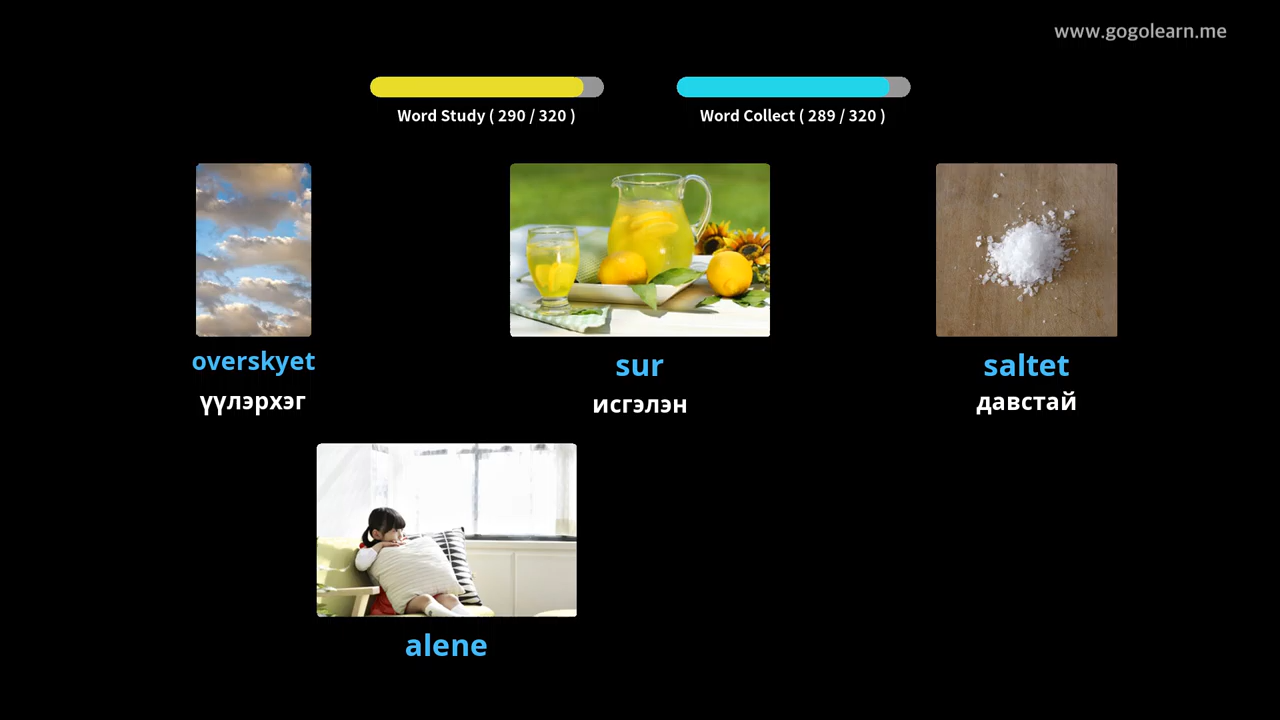 www.gogolearn.me
Word Study ( 290 / 320 )
Word Collect ( 289 / 320 )
overskyet
үүлэрхэг
sur
исгэлэн
saltet
давстай
alene